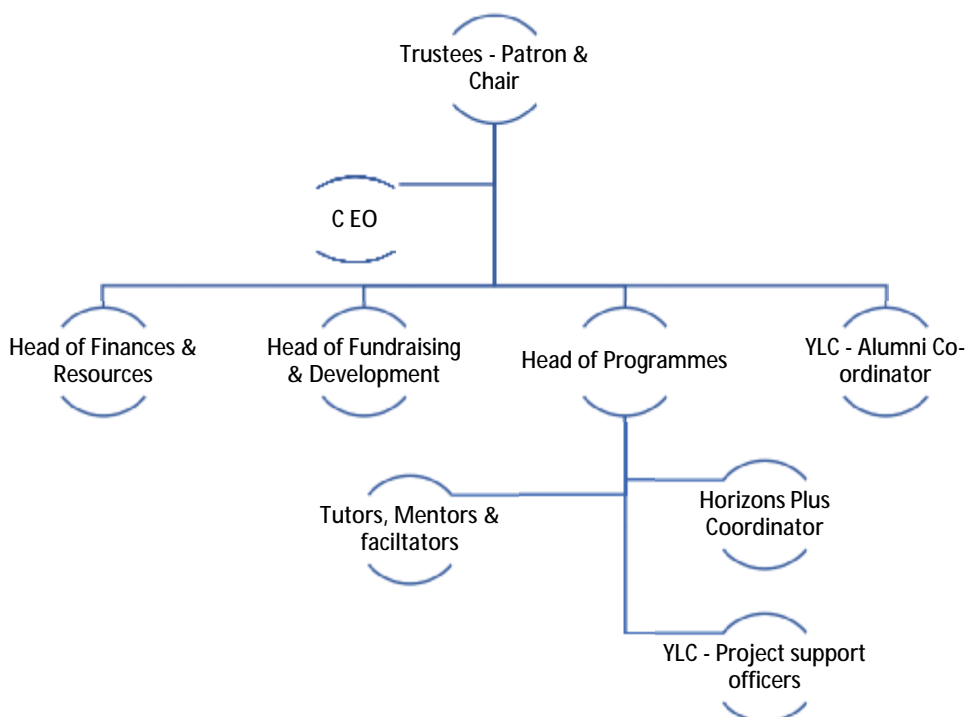 Trustees - Patron &
Chair
C EO
Head of Finances &
Resources
Head of Fundraising
& Development
Head of Programmes
YLC - Alumni Co-
ordinator
Tutors, Mentors &
faciltators
Horizons Plus
Coordinator
YLC - Project support
officers